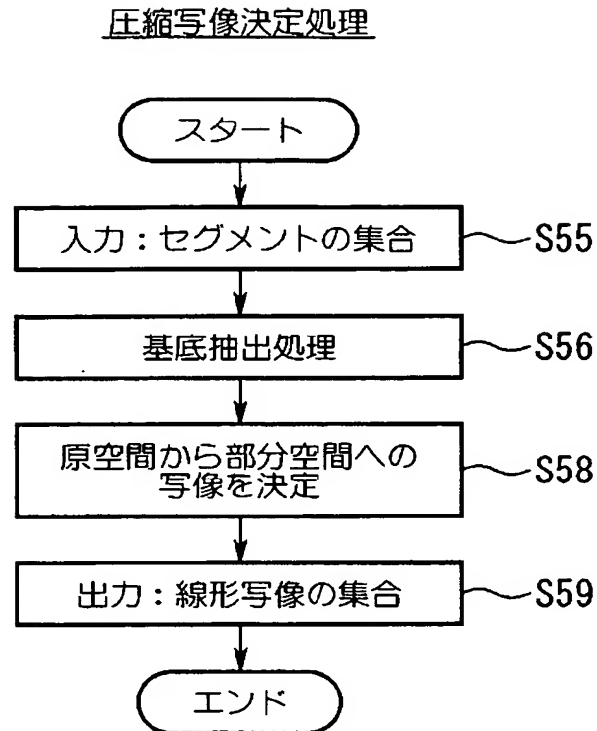 圧縮写像決定処理
スタート
入力：セグメントの集合
S55
基底抽出処理
S56
原空間から部分空間への
写像を決定
S58
出力：線形写像の集合
S59
エンド